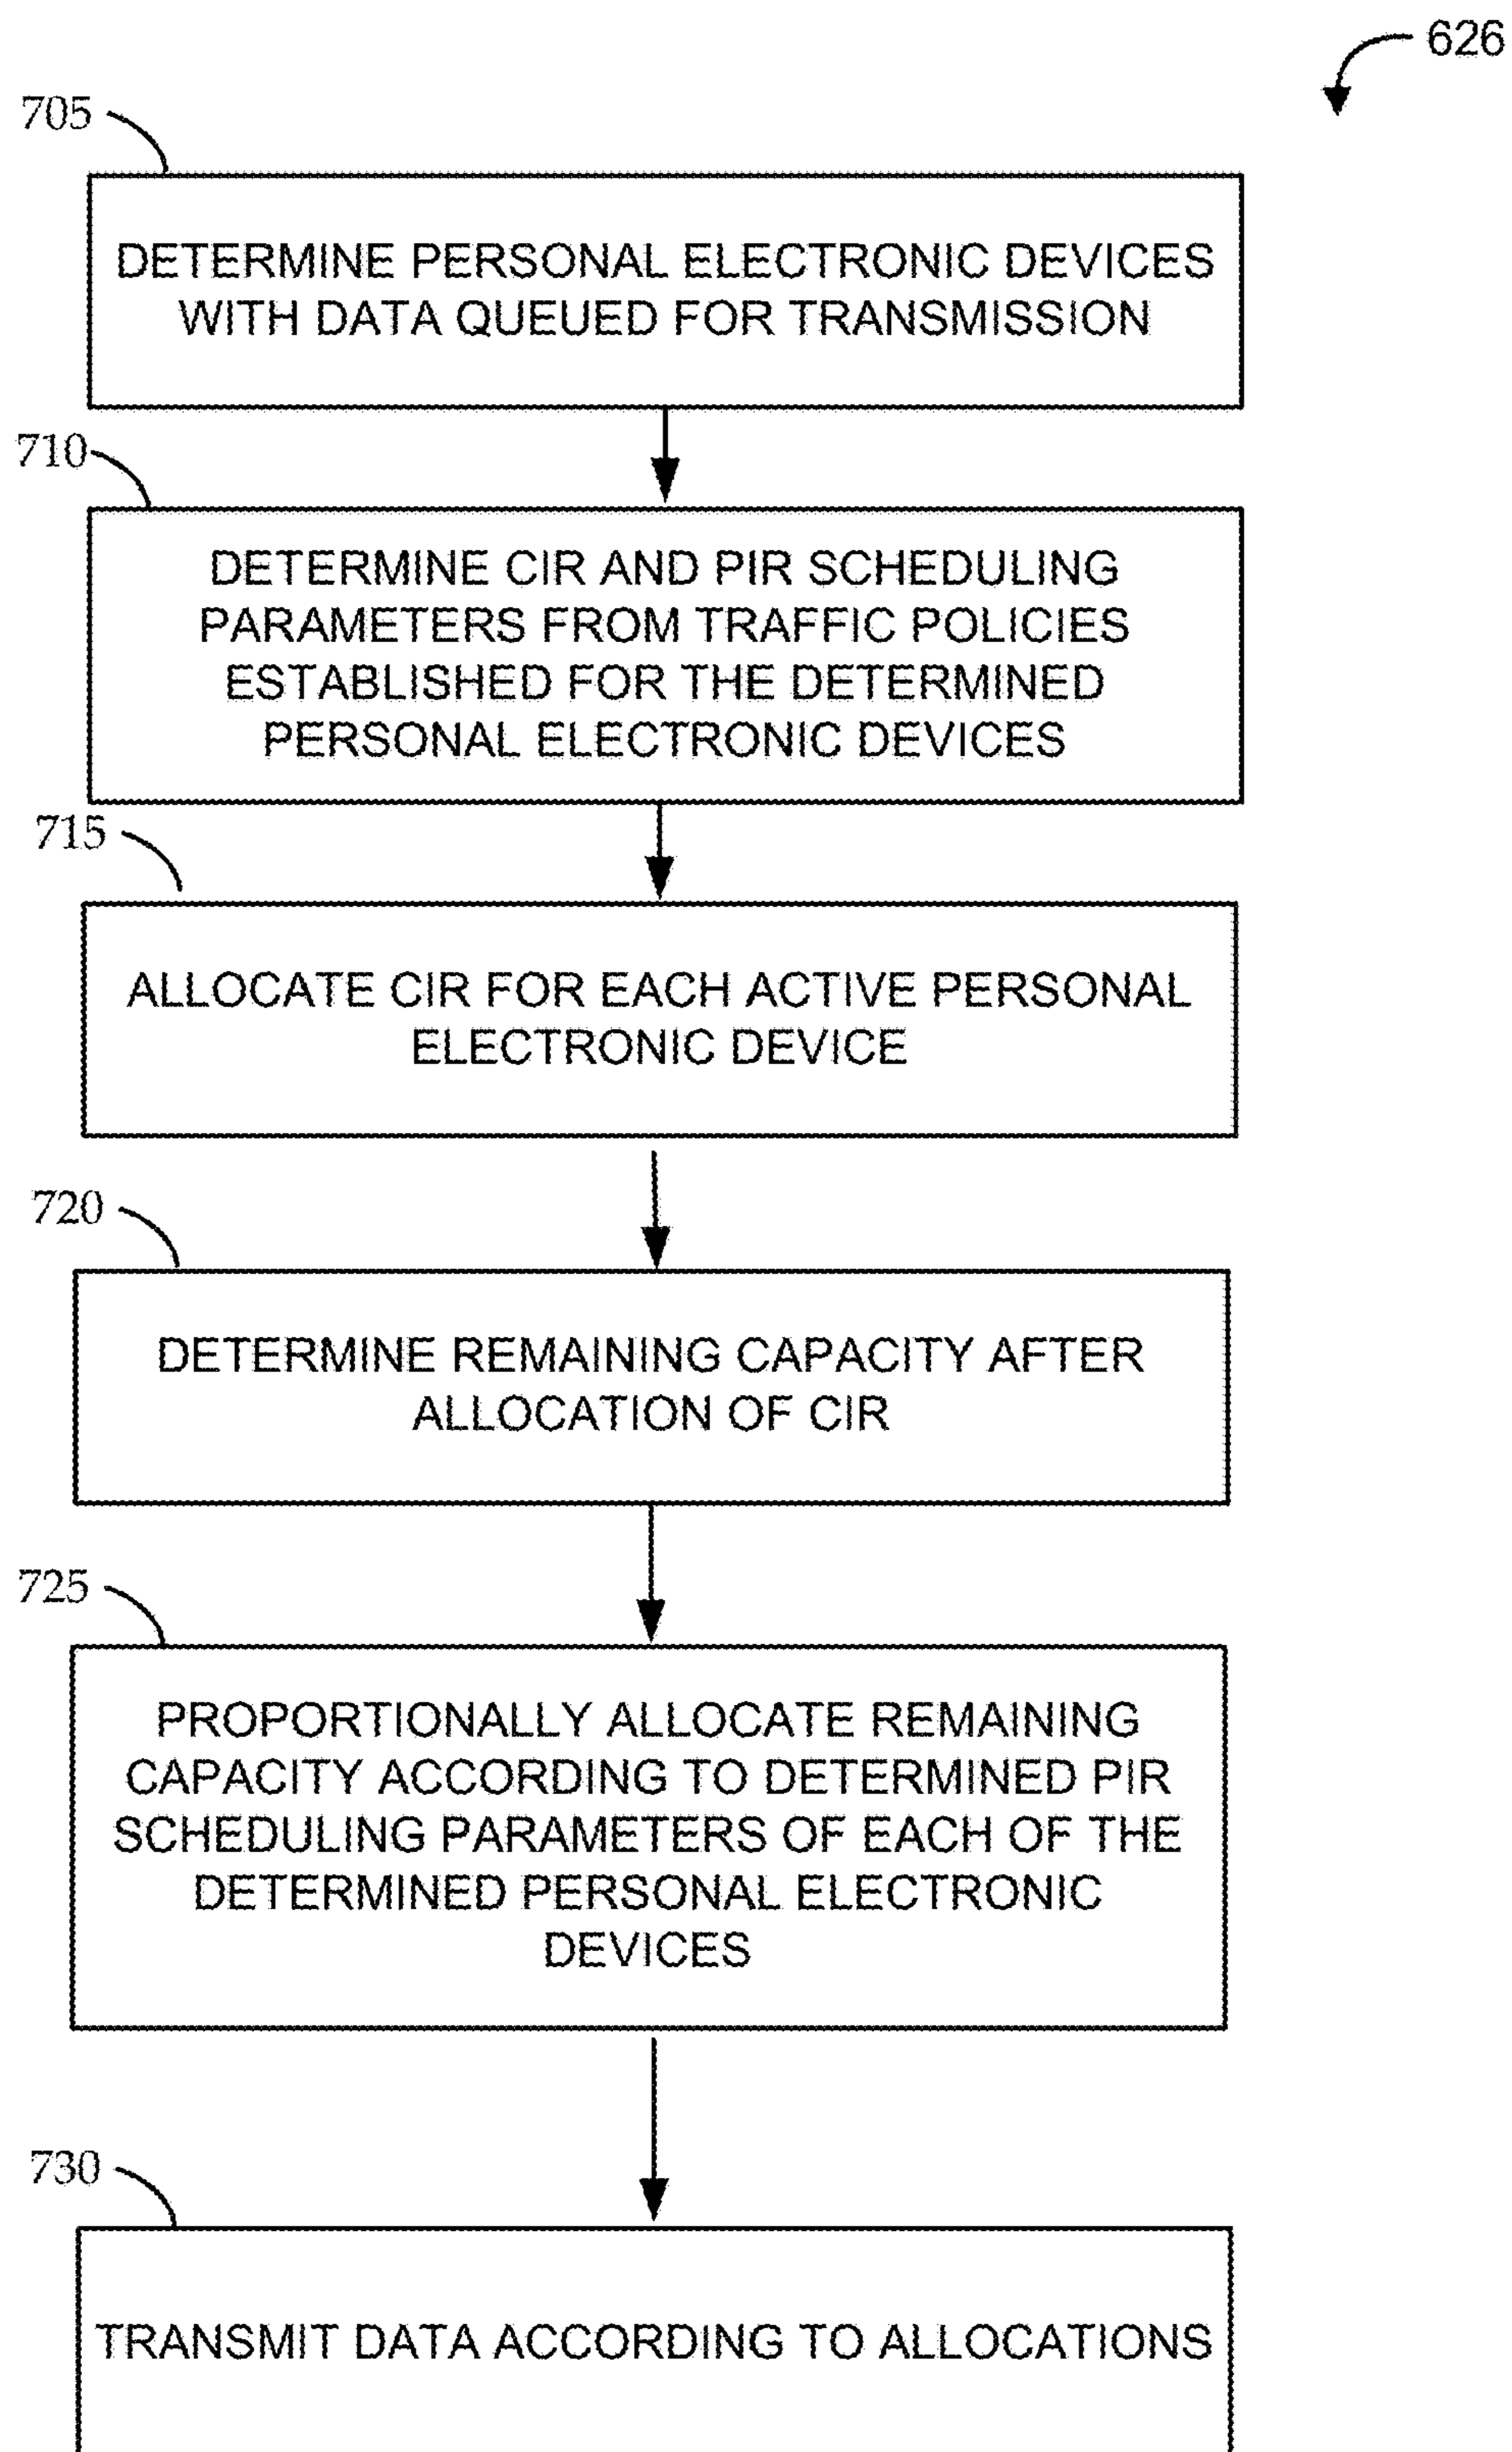 626
705
DETERMINE PERSONAL ELECTRONIC DEVICES
WITH DATA QUEUED FOR TRANSMISSION
710
DETERMINE CIR AND PIR SCHEDULING
PARAMETERS FROM TRAFFIC POLICIES
ESTABLISHED FOR THE DETERMINED
PERSONAL ELECTRONIC DEVICES
715
ALLOCATE CIR FOR EACH ACTIVE PERSONAL
ELECTRONIC DEVICE
720
DETERMINE REMAINING CAPACITY AFTER
ALLOCATION OF CIR
725
PROPORTIONALLY ALLOCATE REMAINING
CAPACITY ACCORDING TO DETERMINED PIR
SCHEDULING PARAMETERS OF EACH OF THE
DETERMINED PERSONAL ELECTRONIC
DEVICES
730
TRANSMIT DATA ACCORDING TO ALLOCATIONS